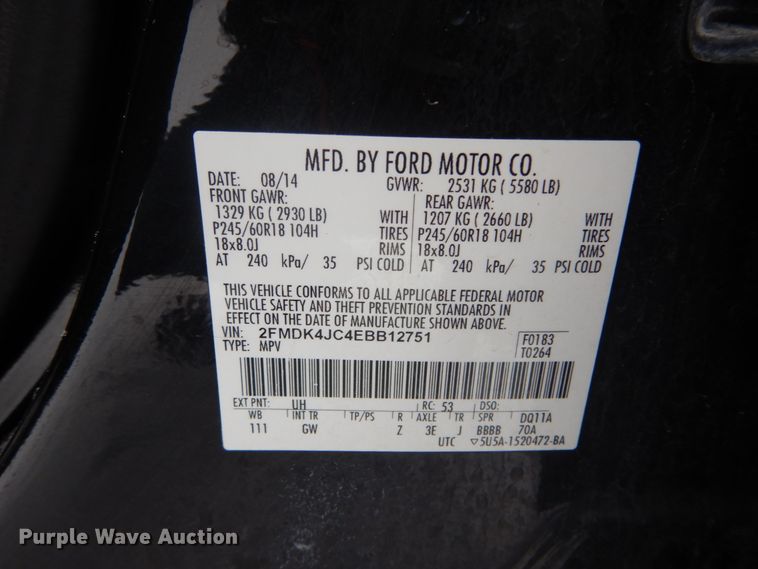 MFD. BY FORD MOTOR CO.
DATE: 08/14 GVWR: 2531 KG ( 5580 LB)
FRONT GAWR: REAR GAWR:
1329 KG ( 2930 LB) WITH 1207 KG ( 2660 LB) WITH
P245/60R18 104H TIRES P245/60R18 104H TIRES
18x8.0J RIMS 18x8.0J RIMS
AT 240 kPa/ 35 PSI COLD AT 240 kPa/ 35 PSI COLD
THIS VEHICLE CONFORMS TO ALL APPLICABLE FEDERAL MOTOR
VEHICLE SAFETY AND THEFT PREVENTION STANDARDS IN
EFFECT ON THE DATE OF MANUFACTURE SHOWN ABOVE.
VIN: 2FMDK4JC4EBB12751 F0183
TYPE: MPV T0264
EXT PNT: UH RC: 53 DSO:
WB INT TR TP/PS R AXLE TR SPR DQ11A
111 GW Z 3E J BBBB 70A
UTC ▽5U5A-1520472-BA
Purple Wave Auction